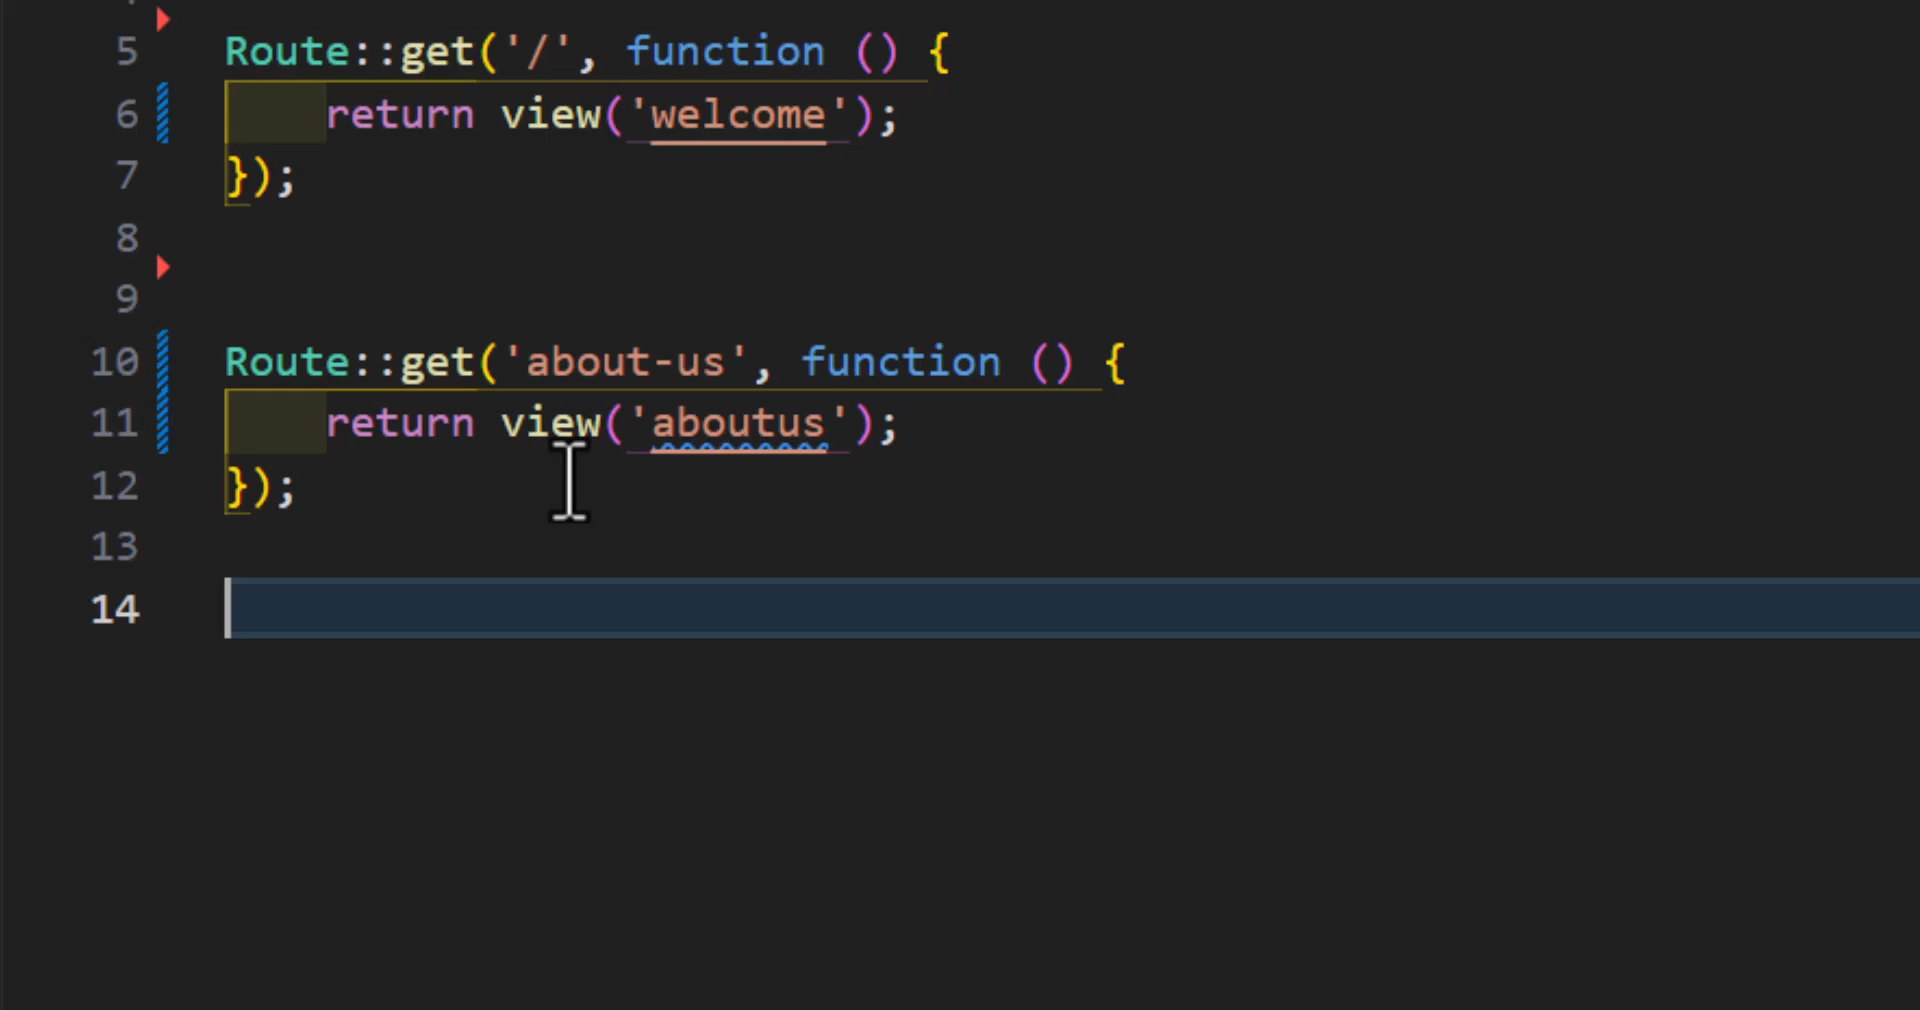 5 Route::get('/', function () {
6     return view('welcome');
7 });
8
9
10 Route::get('about-us', function () {
11     return view('aboutus');
12 });
13
14